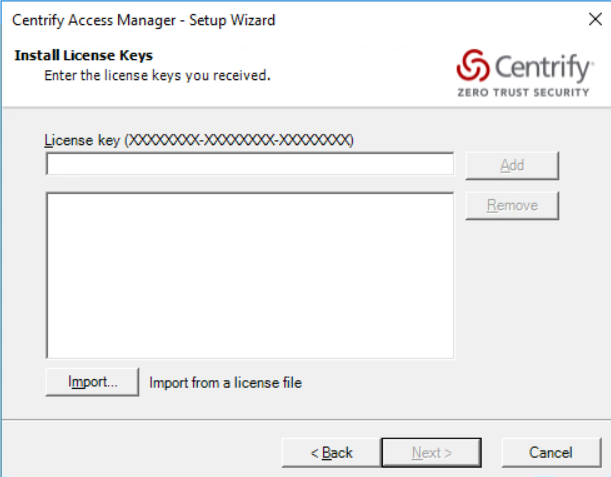 Centrify Access Manager - Setup Wizard
Install License Keys
Enter the license keys you received.
Centrify
ZERO TRUST SECURITY
License key (XXXXXXXX-XXXXXXXX-XXXXXXXX)
Add
Remove
Import... Import from a license file
< Back Next > Cancel